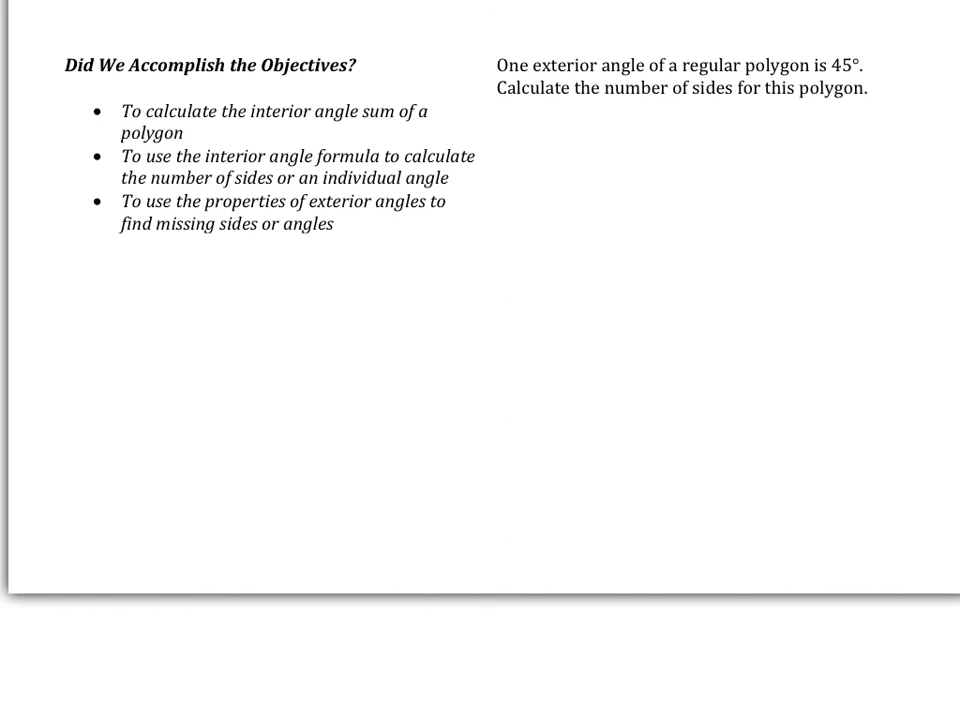 Did We Accomplish the Objectives?
• To calculate the interior angle sum of a
polygon
• To use the interior angle formula to calculate
the number of sides or an individual angle
• To use the properties of exterior angles to
find missing sides or angles
One exterior angle of a regular polygon is 45°.
Calculate the number of sides for this polygon.